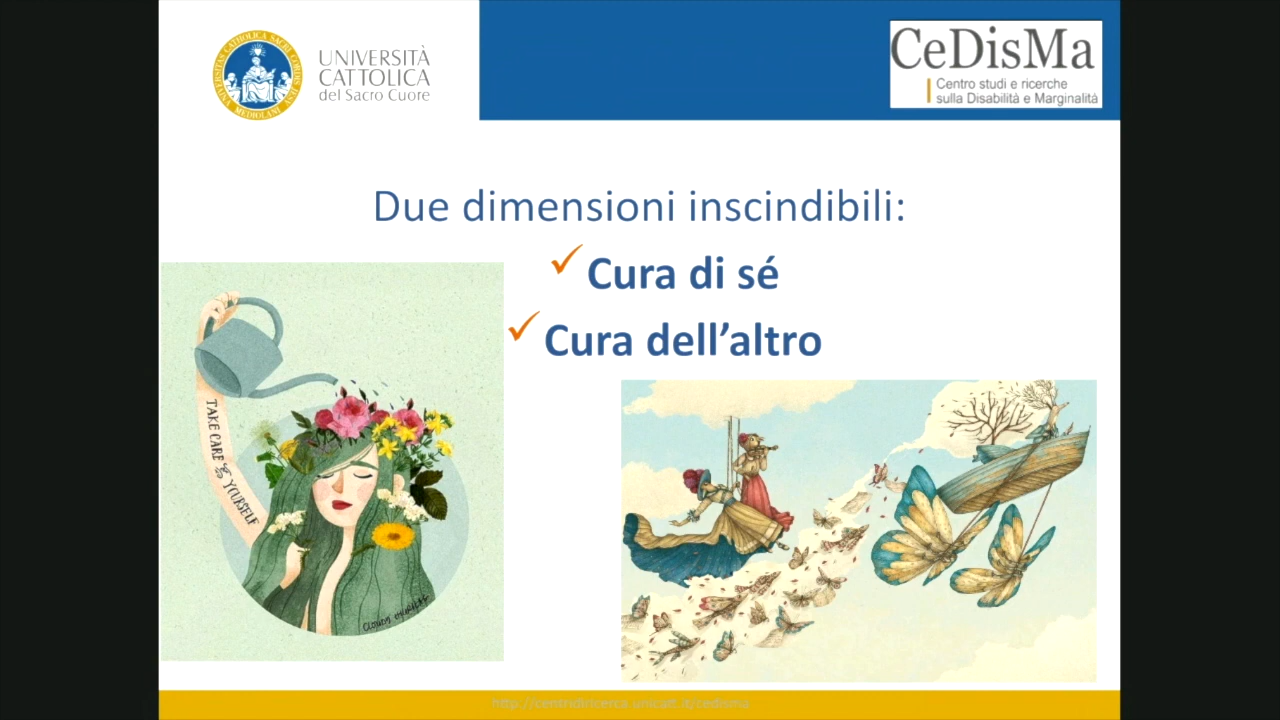 UNIVERSITÀ
CATTOLICA
del Sacro Cuore
CeDisMa
Centro studi e ricerche
sulla Disabilità e Marginalità
Due dimensioni inscindibili:
Cura di sé
Cura dell’altro
TAKE CARE of YOURSELF
http://centridiricerca.unicatt.it/cedisma